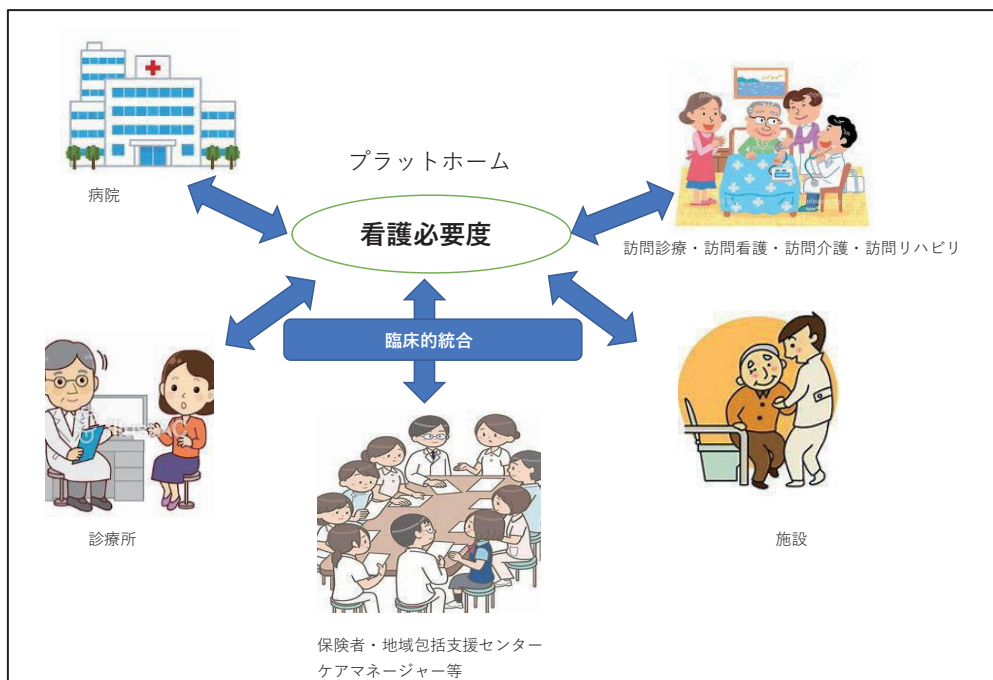 プラットホーム
病院
看護必要度
訪問診療・訪問看護・訪問介護・訪問リハビリ
臨床的統合
診療所
施設
保険者・地域包括支援センター
ケアマネージャー等